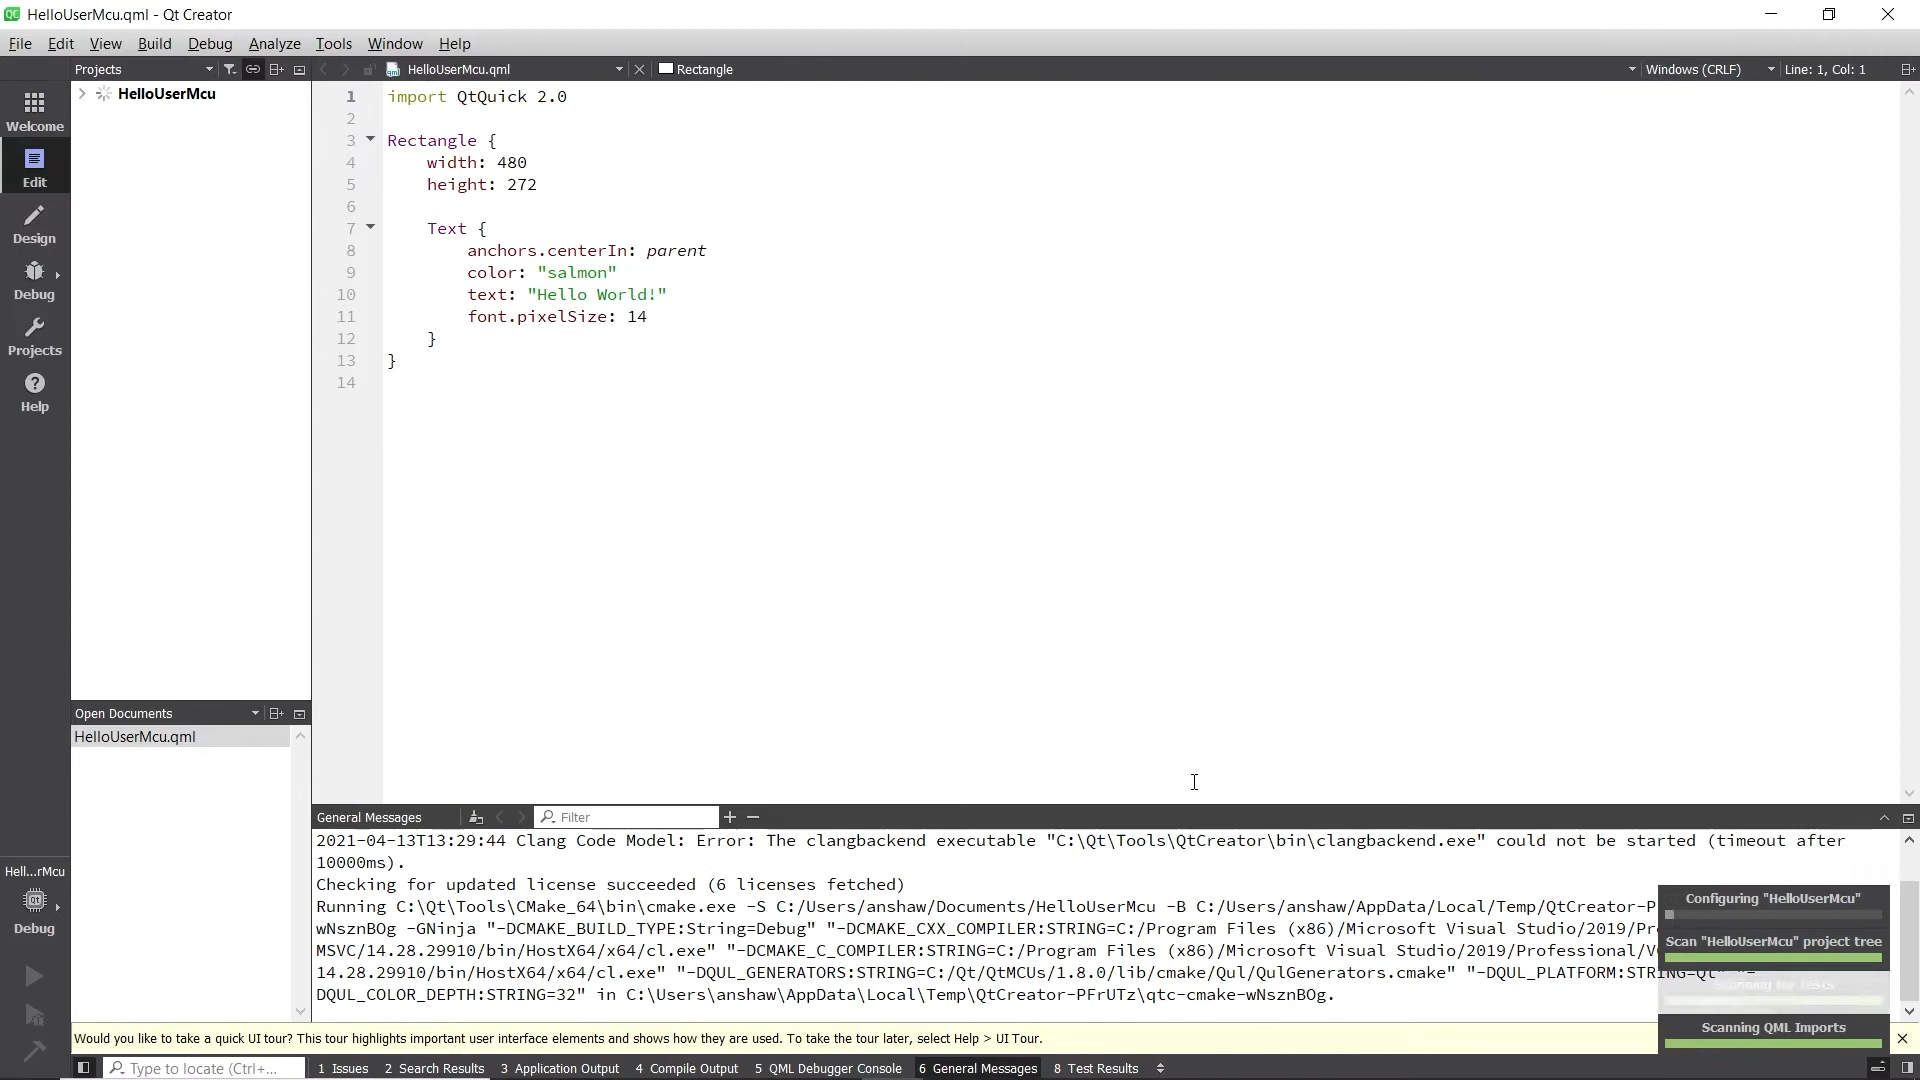 HelloUserMcu.qml - Qt Creator
File Edit View Build Debug Analyze Tools Window Help
Projects HelloUserMcu.qml Rectangle Windows (CRLF) Line: 1, Col: 1
HelloUserMcu
Welcome
Edit
Design
Debug
Projects
Help
1 import QtQuick 2.0
2
3 Rectangle {
4 width: 480
5 height: 272
6
7 Text {
8 anchors.centerIn: parent
9 color: "salmon"
10 text: "Hello World!"
11 font.pixelSize: 14
12 }
13 }
14
Open Documents
HelloUserMcu.qml
General Messages Filter
2021-04-13T13:29:44 Clang Code Model: Error: The clangbackend executable "C:\Qt\Tools\QtCreator\bin\clangbackend.exe" could not be started (timeout after
10000ms).
Checking for updated license succeeded (6 licenses fetched)
Running C:\Qt\Tools\CMake_64\bin\cmake.exe -S C:/Users/anshaw/Documents/HelloUserMcu -B C:/Users/anshaw/AppData/Local/Temp/QtCreator-P
wNsznBOg -GNinja "-DCMAKE_BUILD_TYPE:String=Debug" "-DCMAKE_CXX_COMPILER:STRING=C:/Program Files (x86)/Microsoft Visual Studio/2019/Pr
MSVC/14.28.29910/bin/HostX64/x64/cl.exe" "-DCMAKE_C_COMPILER:STRING=C:/Program Files (x86)/Microsoft Visual Studio/2019/Professional/V
14.28.29910/bin/HostX64/x64/cl.exe" "-DQUL_GENERATORS:STRING=C:/Qt/QtMCUs/1.8.0/lib/cmake/Qul/QulGenerators.cmake" "-DQUL_PLATFORM:STRING=Qt" "-
DQUL_COLOR_DEPTH:STRING=32" in C:\Users\anshaw\AppData\Local\Temp\QtCreator-PFrUTz\qtc-cmake-wNsznBOg.
Configuring "HelloUserMcu"
Scan "HelloUserMcu" project tree
Scanning for Tests
Scanning QML Imports
Hell...rMcu
Debug
Would you like to take a quick UI tour? This tour highlights important user interface elements and shows how they are used. To take the tour later, select Help > UI Tour.
Type to locate (Ctrl+... 1 Issues 2 Search Results 3 Application Output 4 Compile Output 5 QML Debugger Console 6 General Messages 8 Test Results